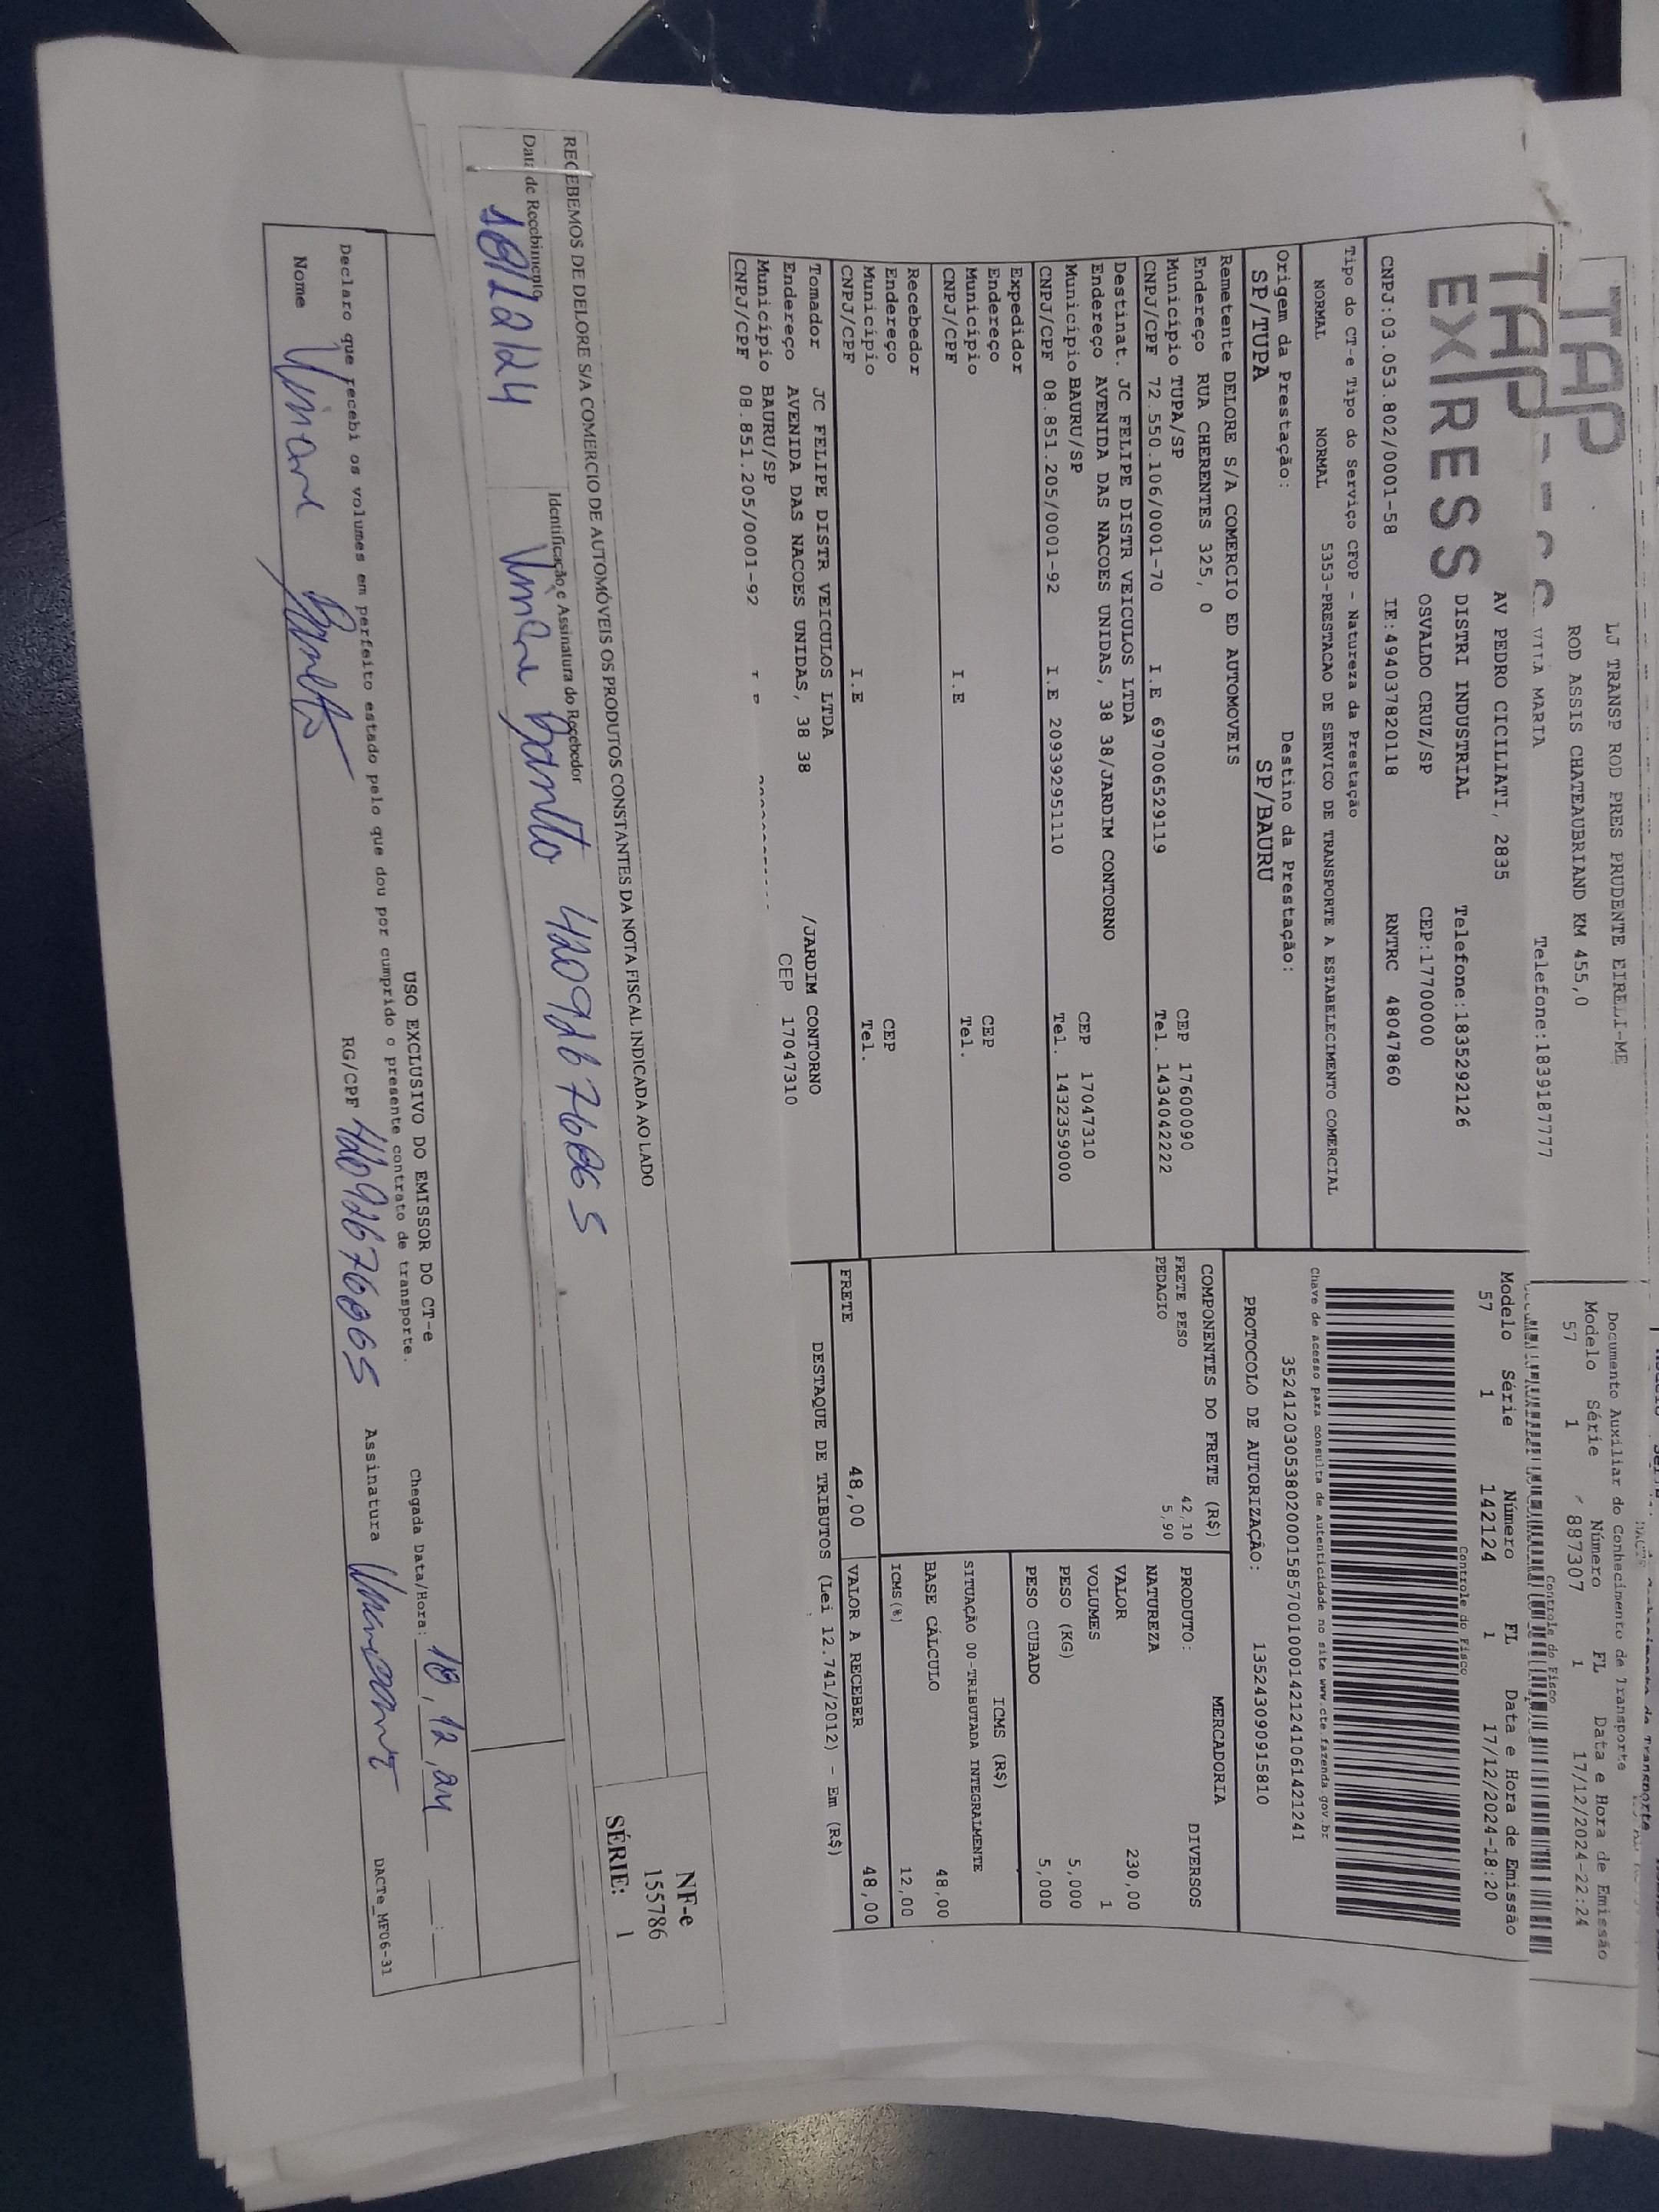 TAP
LJ TRANSP ROD PRES PRUDENTE EIRELI-ME
ROD ASSIS CHATEAUBRIAND KM 455,0
MARIA
Telefone:1839187777
Documento Auxiliar do Conhecimento de Transporte
Modelo Série Número FL Data e Hora de Emissão
57 1 887307 1 17/12/2024-22:24
Controle do Fisco
TAP
EXPRESS
AV PEDRO CICILIATI, 2835
DISTRI INDUSTRIAL
Telefone:1835292126
OSVALDO CRUZ/SP
CEP:17700000
CNPJ:03.053.802/0001-58 IE:494037820118 RNTRC 48047860
Modelo Série Número FL Data e Hora de Emissão
57 1 142124 1 17/12/2024-18:20
Controle do Fisco
Tipo do CT-e Tipo do Serviço CFOP - Natureza da Prestação
NORMAL NORMAL 5353-PRESTACAO DE SERVICO DE TRANSPORTE A ESTABELECIMENTO COMERCIAL
Chave de acesso para consulta de autenticidade no site www.cte.fazenda.gov.br
35241203053802000158570010001421241061421241
Origem da Prestação: Destino da Prestação:
SP/TUPA SP/BAURU
PROTOCOLO DE AUTORIZAÇÃO: 135243090915810
Remetente DELORE S/A COMERCIO ED AUTOMOVEIS
Endereço RUA CHERENTES 325, 0
Município TUPA/SP CEP 17600090
CNPJ/CPF 72.550.106/0001-70 I.E 697006529119 Tel. 1434042222
Destinat. JC FELIPE DISTR VEICULOS LTDA
Endereço AVENIDA DAS NACOES UNIDAS, 38 38/JARDIM CONTORNO
Município BAURU/SP CEP 17047310
CNPJ/CPF 08.851.205/0001-92 I.E 209392951110 Tel. 1432359000
Expedidor
Endereço
Município CEP
CNPJ/CPF I.E Tel.
Recebedor
Endereço
Município CEP
CNPJ/CPF I.E Tel.
Tomador JC FELIPE DISTR VEICULOS LTDA
Endereço AVENIDA DAS NACOES UNIDAS, 38 38 /JARDIM CONTORNO
Município BAURU/SP CEP 17047310
CNPJ/CPF 08.851.205/0001-92
COMPONENTES DO FRETE (R$)
FRETE PESO 42,10
PEDAGIO 5,90
MERCADORIA
PRODUTO: DIVERSOS
NATUREZA
VALOR 230,00
VOLUMES 1
PESO (KG) 5,000
PESO CUBADO 5,000
ICMS (R$)
SITUAÇÃO 00-TRIBUTADA INTEGRALMENTE
BASE CÁLCULO 48,00
ICMS(%) 12,00
FRETE 48,00 VALOR A RECEBER 48,00
DESTAQUE DE TRIBUTOS (Lei 12.741/2012) - Em (R$)
RECEBEMOS DE DELORE S/A COMERCIO DE AUTOMÓVEIS OS PRODUTOS CONSTANTES DA NOTA FISCAL INDICADA AO LADO
Data de Recebimento Identificação e Assinatura do Recebedor
18/12/24
NF-e
155786
SÉRIE: 1
USO EXCLUSIVO DO EMISSOR DO CT-e
Declaro que recebi os volumes em perfeito estado pelo que dou por cumprido o presente contrato de transporte.
Chegada Data/Hora: 18, 12, 24
Nome RG/CPF Assinatura
DACTe_MF06-31